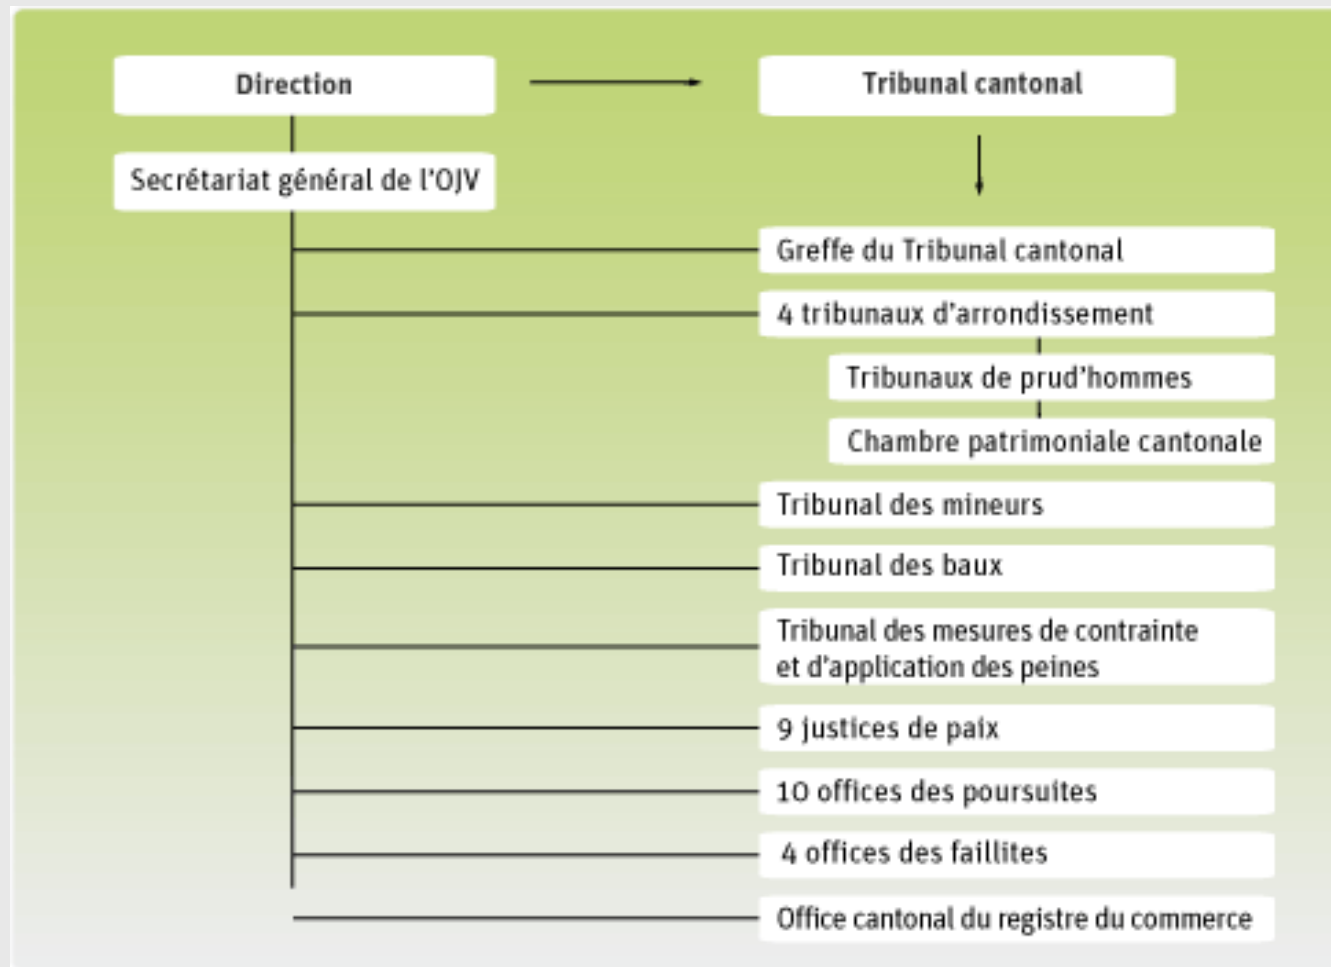 Direction
Tribunal cantonal
Secrétariat général de l'OJV
Greffe du Tribunal cantonal
4 tribunaux d'arrondissement
Tribunaux de prud'hommes
Chambre patrimoniale cantonale
Tribunal des mineurs
Tribunal des baux
Tribunal des mesures de contrainte
et d'application des peines
9 justices de paix
10 offices des poursuites
4 offices des faillites
Office cantonal du registre du commerce